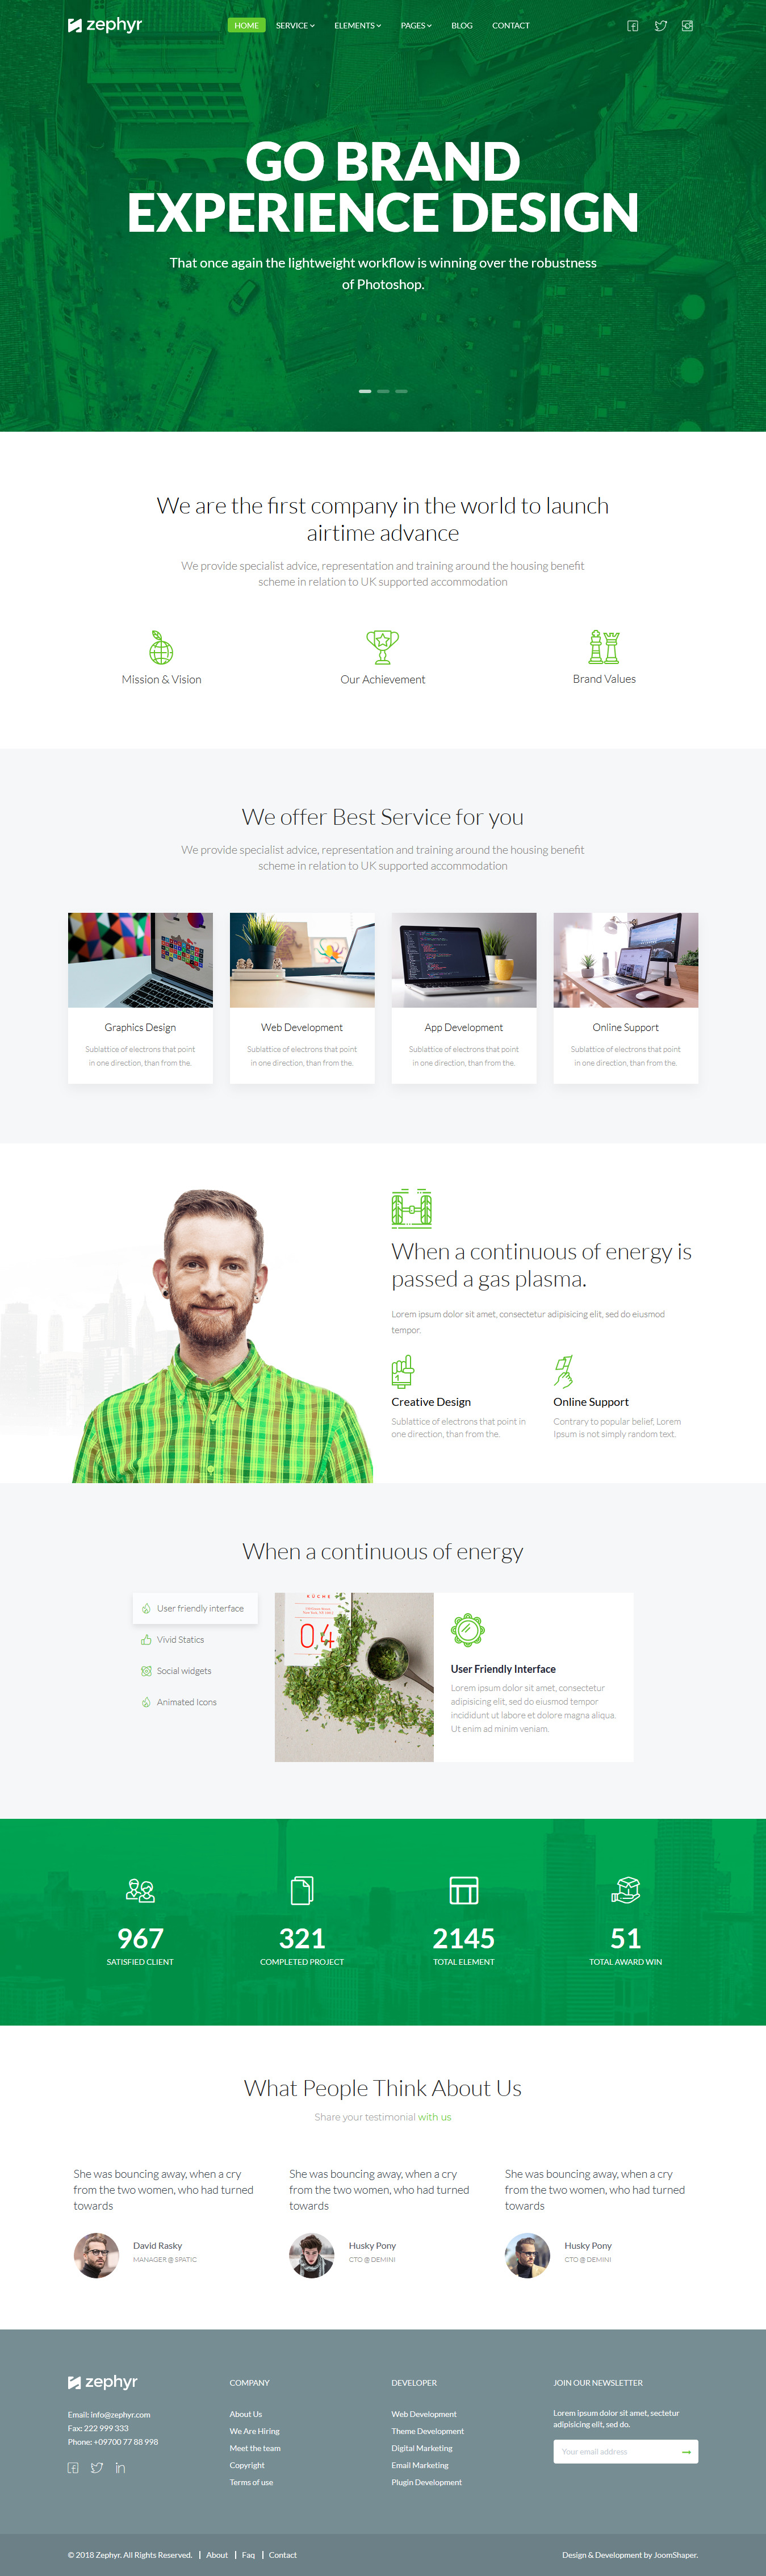 zephyr
HOME SERVICE ELEMENTS PAGES BLOG CONTACT
GO BRAND
EXPERIENCE DESIGN
That once again the lightweight workflow is winning over the robustness
of Photoshop.
We are the first company in the world to launch
airtime advance
We provide specialist advice, representation and training around the housing benefit
scheme in relation to UK supported accommodation
Mission & Vision
Our Achievement
Brand Values
We offer Best Service for you
We provide specialist advice, representation and training around the housing benefit
scheme in relation to UK supported accommodation
Graphics Design
Sublattice of electrons that point
in one direction, than from the.
Web Development
Sublattice of electrons that point
in one direction, than from the.
App Development
Sublattice of electrons that point
in one direction, than from the.
Online Support
Sublattice of electrons that point
in one direction, than from the.
When a continuous of energy is
passed a gas plasma.
Lorem ipsum dolor sit amet, consectetur adipisicing elit, sed do eiusmod
tempor.
Creative Design
Sublattice of electrons that point in
one direction, than from the.
Online Support
Contrary to popular belief, Lorem
Ipsum is not simply random text.
When a continuous of energy
User friendly interface
Vivid Statics
Social widgets
Animated Icons
KÜCHE
04
User Friendly Interface
Lorem ipsum dolor sit amet, consectetur
adipisicing elit, sed do eiusmod tempor
incididunt ut labore et dolore magna aliqua.
Ut enim ad minim veniam.
967
SATISFIED CLIENT
321
COMPLETED PROJECT
2145
TOTAL ELEMENT
51
TOTAL AWARD WIN
What People Think About Us
Share your testimonial with us
She was bouncing away, when a cry
from the two women, who had turned
towards
David Rasky
MANAGER @ SPATIC
She was bouncing away, when a cry
from the two women, who had turned
towards
Husky Pony
CTO @ DEMINI
She was bouncing away, when a cry
from the two women, who had turned
towards
Husky Pony
CTO @ DEMINI
zephyr
Email: info@zephyr.com
Fax: 222 999 333
Phone: +09700 77 88 998
COMPANY
About Us
We Are Hiring
Meet the team
Copyright
Terms of use
DEVELOPER
Web Development
Theme Development
Digital Marketing
Email Marketing
Plugin Development
JOIN OUR NEWSLETTER
Lorem ipsum dolor sit amet, sectetur
adipisicing elit, sed do.
Your email address
© 2018 Zephyr. All Rights Reserved. | About | Faq | Contact
Design & Development by JoomShaper.